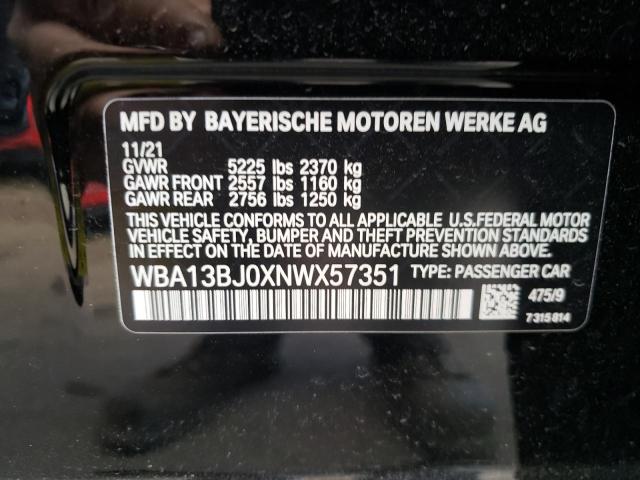 MFD BY BAYERISCHE MOTOREN WERKE AG
11/21
GVWR 5225 lbs 2370 kg
GAWR FRONT 2557 lbs 1160 kg
GAWR REAR 2756 lbs 1250 kg
THIS VEHICLE CONFORMS TO ALL APPLICABLE U.S.FEDERAL MOTOR
VEHICLE SAFETY, BUMPER AND THEFT PREVENTION STANDARDS
IN EFFECT ON THE DATE OF MANUFACTURE SHOWN ABOVE.
WBA13BJ0XNWX57351 TYPE: PASSENGER CAR
475/9
7315814